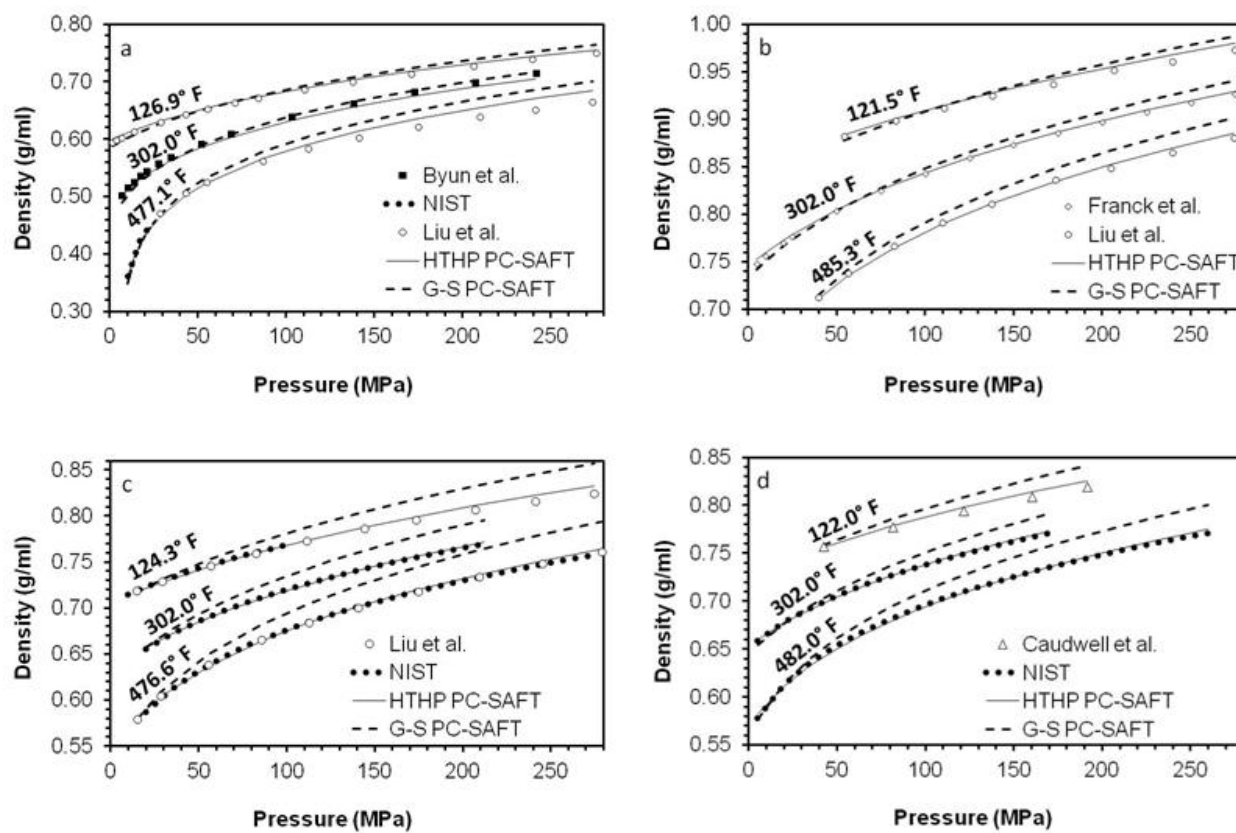 a
0.80
0.70
0.60
0.50
0.40
0.30
Density (g/ml)
126.9° F
302.0° F
477.1° F
Byun et al.
NIST
Liu et al.
HTHP PC-SAFT
G-S PC-SAFT
0 50 100 150 200 250
Pressure (MPa)
b
1.00
0.95
0.90
0.85
0.80
0.75
0.70
Density (g/ml)
121.5° F
302.0° F
485.3° F
Franck et al.
Liu et al.
HTHP PC-SAFT
G-S PC-SAFT
0 50 100 150 200 250
Pressure (MPa)
c
0.85
0.80
0.75
0.70
0.65
0.60
0.55
Density (g/ml)
124.3° F
302.0° F
476.6° F
Liu et al.
NIST
HTHP PC-SAFT
G-S PC-SAFT
0 50 100 150 200 250
Pressure (MPa)
d
0.85
0.80
0.75
0.70
0.65
0.60
0.55
Density (g/ml)
122.0° F
302.0° F
482.0° F
Caudwell et al.
NIST
HTHP PC-SAFT
G-S PC-SAFT
0 50 100 150 200 250
Pressure (MPa)